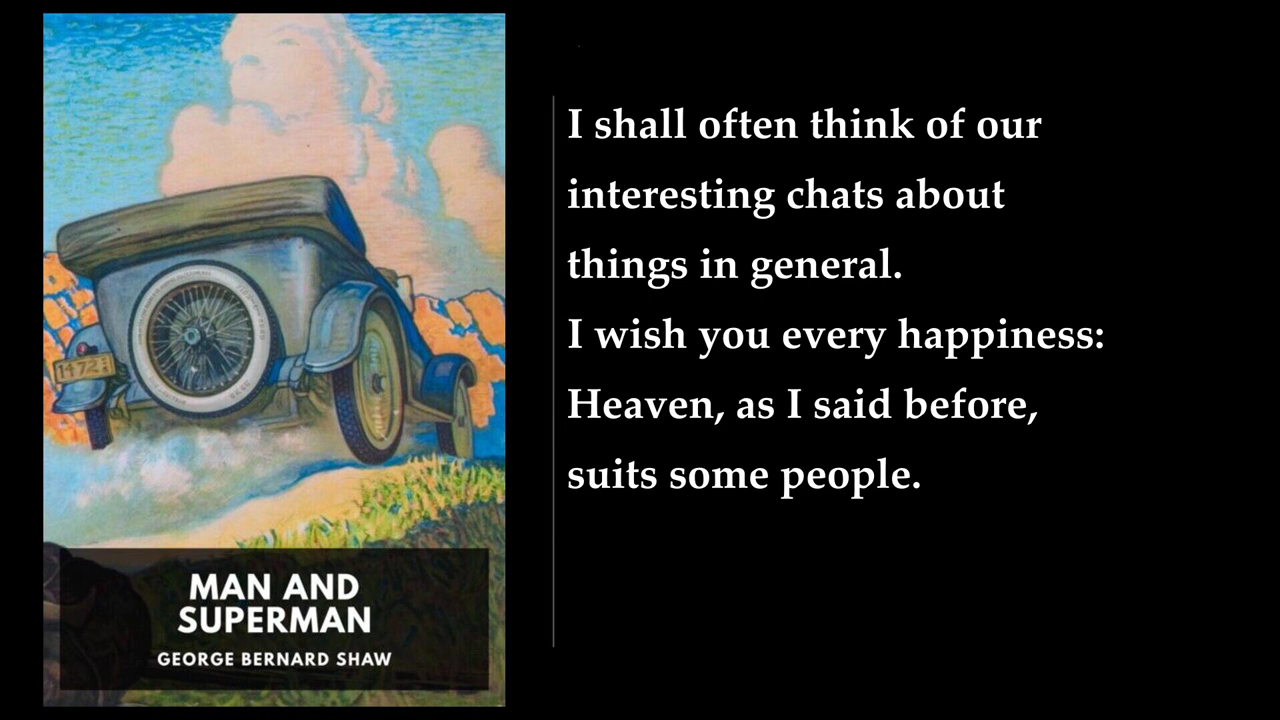 I shall often think of our
interesting chats about
things in general.
I wish you every happiness:
Heaven, as I said before,
suits some people.
1472
MAN AND
SUPERMAN
GEORGE BERNARD SHAW